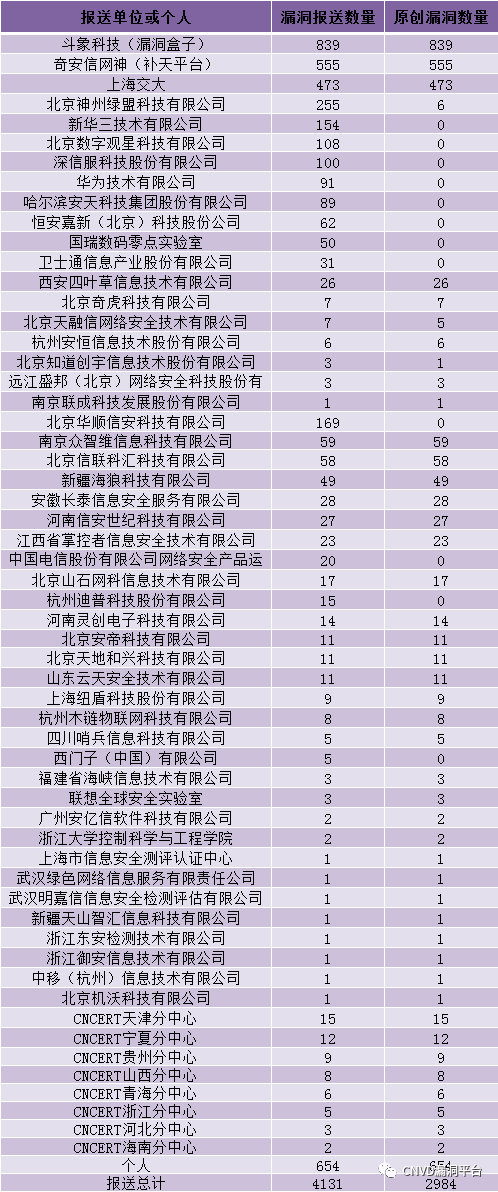 报送单位或个人 漏洞报送数量 原创漏洞数量
斗象科技（漏洞盒子） 839 839
奇安信网神（补天平台） 555 555
上海交大 473 473
北京神州绿盟科技有限公司 255 6
新华三技术有限公司 154 0
北京数字观星科技有限公司 108 0
深信服科技股份有限公司 100 0
华为技术有限公司 91 0
哈尔滨安天科技集团股份有限公司 89 0
恒安嘉新（北京）科技股份公司 62 0
国瑞数码零点实验室 50 0
卫士通信息产业股份有限公司 31 0
西安四叶草信息技术有限公司 26 26
北京奇虎科技有限公司 7 7
北京天融信网络安全技术有限公司 7 5
杭州安恒信息技术股份有限公司 6 6
北京知道创宇信息技术股份有限公司 3 1
远江盛邦（北京）网络安全科技股份有 3 3
南京联成科技发展股份有限公司 1 1
北京华顺信安科技有限公司 169 0
南京众智维信息科技有限公司 59 59
北京信联科汇科技有限公司 58 58
新疆海狼科技有限公司 49 49
安徽长泰信息安全服务有限公司 28 28
河南信安世纪科技有限公司 27 27
江西省掌控者信息安全技术有限公司 23 23
中国电信股份有限公司网络安全产品运 20 0
北京山石网科信息技术有限公司 17 17
杭州迪普科技股份有限公司 15 0
河南灵创电子科技有限公司 14 14
北京安帝科技有限公司 11 11
北京天地和兴科技有限公司 11 11
山东云天安全技术有限公司 11 11
上海纽盾科技股份有限公司 9 9
杭州木链物联网科技有限公司 8 8
四川哨兵信息科技有限公司 5 5
西门子（中国）有限公司 5 0
福建省海峡信息技术有限公司 3 3
联想全球安全实验室 3 3
广州安亿信软件科技有限公司 2 2
浙江大学控制科学与工程学院 2 2
上海市信息安全测评认证中心 1 1
武汉绿色网络信息服务有限责任公司 1 1
武汉明嘉信信息安全检测评估有限公司 1 1
新疆天山智汇信息科技有限公司 1 1
浙江东安检测技术有限公司 1 1
浙江御安信息技术有限公司 1 1
中移（杭州）信息技术有限公司 1 1
北京机沃科技有限公司 1 1
CNCERT天津分中心 15 15
CNCERT宁夏分中心 12 12
CNCERT贵州分中心 9 9
CNCERT山西分中心 8 8
CNCERT青海分中心 6 6
CNCERT浙江分中心 5 5
CNCERT河北分中心 3 3
CNCERT海南分中心 2 2
个人 654 654
CNVD漏洞平台
报送总计 4131 2984